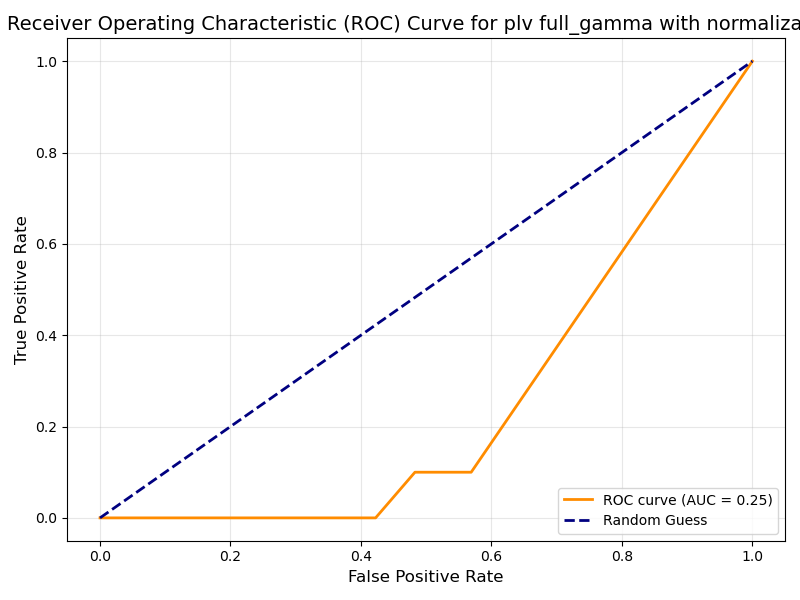 Receiver Operating Characteristic (ROC) Curve for plv full_gamma with normaliza
1.0
0.8
0.6
0.4
0.2
0.0
True Positive Rate
0.0 0.2 0.4 0.6 0.8 1.0
False Positive Rate
ROC curve (AUC = 0.25)
Random Guess